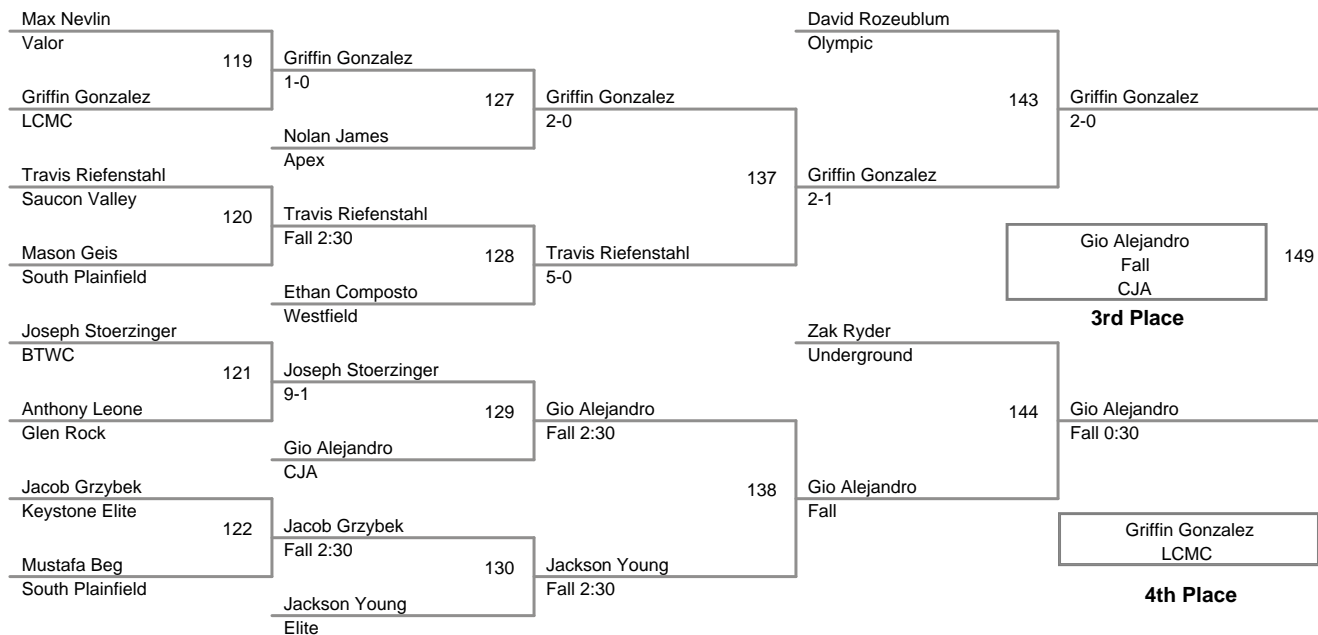 Max Nevlin
Valor
119
Griffin Gonzalez
1-0
Griffin Gonzalez
LCMC
127
Griffin Gonzalez
2-0
Nolan James
Apex
Travis Riefenstahl
Saucon Valley
120
Travis Riefenstahl
Fall 2:30
Mason Geis
South Plainfield
128
Travis Riefenstahl
5-0
Ethan Composto
Westfield
137
Griffin Gonzalez
2-1
David Rozeublum
Olympic
143
Griffin Gonzalez
2-0
Gio Alejandro
Fall
CJA
149
3rd Place
Joseph Stoerzinger
BTWC
121
Joseph Stoerzinger
9-1
Anthony Leone
Glen Rock
129
Gio Alejandro
Fall 2:30
Gio Alejandro
CJA
Jacob Grzybek
Keystone Elite
122
Jacob Grzybek
Fall 2:30
Mustafa Beg
South Plainfield
130
Jackson Young
Fall 2:30
Jackson Young
Elite
138
Gio Alejandro
Fall
Zak Ryder
Underground
144
Gio Alejandro
Fall 0:30
Griffin Gonzalez
LCMC
4th Place